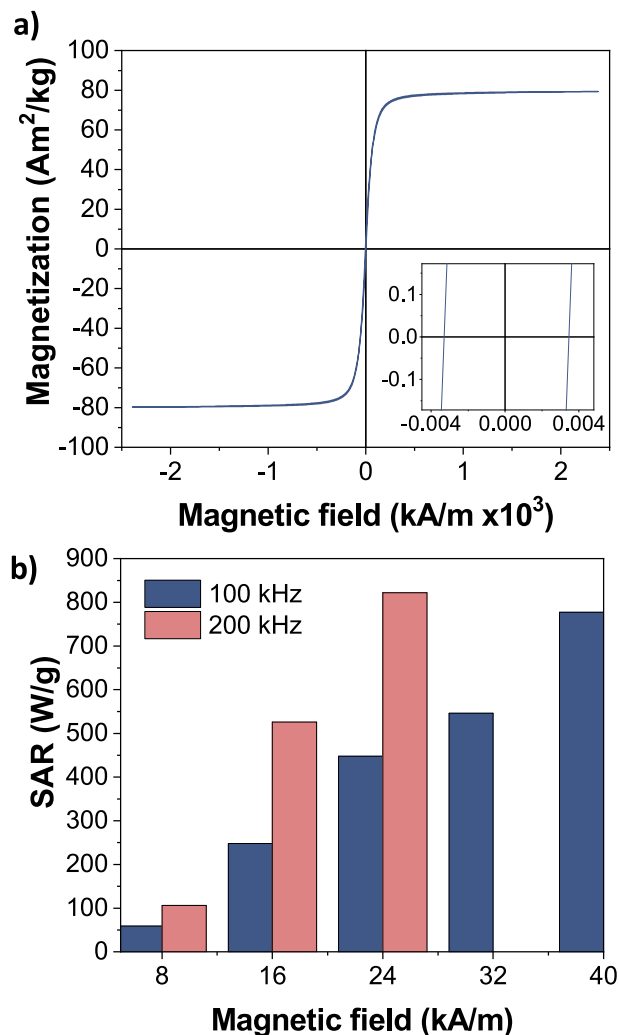 a)
100
80
60
40
20
0
-20
-40
-60
-80
-100
Magnetization (Am²/kg)
0.1
0.0
-0.1
-0.004 0.000 0.004
-2 -1 0 1 2
Magnetic field (kA/m x10³)
b)
900
800
700
600
500
400
300
200
100
0
SAR (W/g)
100 kHz
200 kHz
8 16 24 32 40
Magnetic field (kA/m)